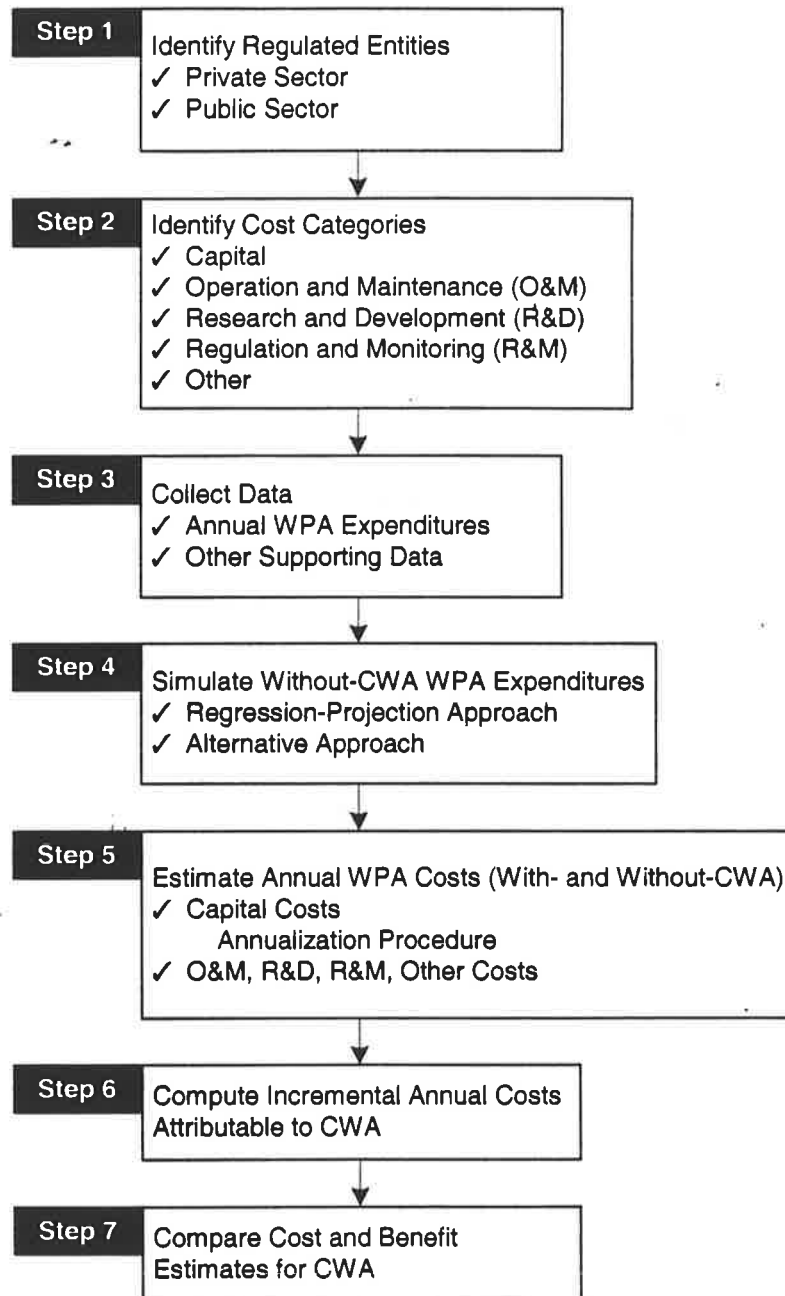 Step 1
Identify Regulated Entities
✓ Private Sector
✓ Public Sector
Step 2
Identify Cost Categories
✓ Capital
✓ Operation and Maintenance (O&M)
✓ Research and Development (R&D)
✓ Regulation and Monitoring (R&M)
✓ Other
Step 3
Collect Data
✓ Annual WPA Expenditures
✓ Other Supporting Data
Step 4
Simulate Without-CWA WPA Expenditures
✓ Regression-Projection Approach
✓ Alternative Approach
Step 5
Estimate Annual WPA Costs (With- and Without-CWA)
✓ Capital Costs
Annualization Procedure
✓ O&M, R&D, R&M, Other Costs
Step 6
Compute Incremental Annual Costs
Attributable to CWA
Step 7
Compare Cost and Benefit
Estimates for CWA